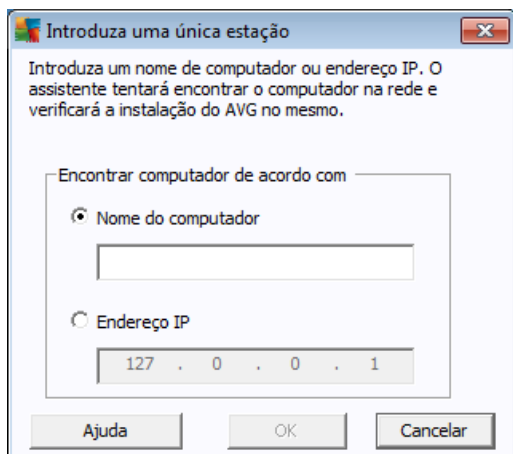 Introduza uma única estação
Introduza um nome de computador ou endereço IP. O
assistente tentará encontrar o computador na rede e
verificará a instalação do AVG no mesmo.
Encontrar computador de acordo com
Nome do computador
Endereço IP
127 . 0 . 0 . 1
Ajuda OK Cancelar